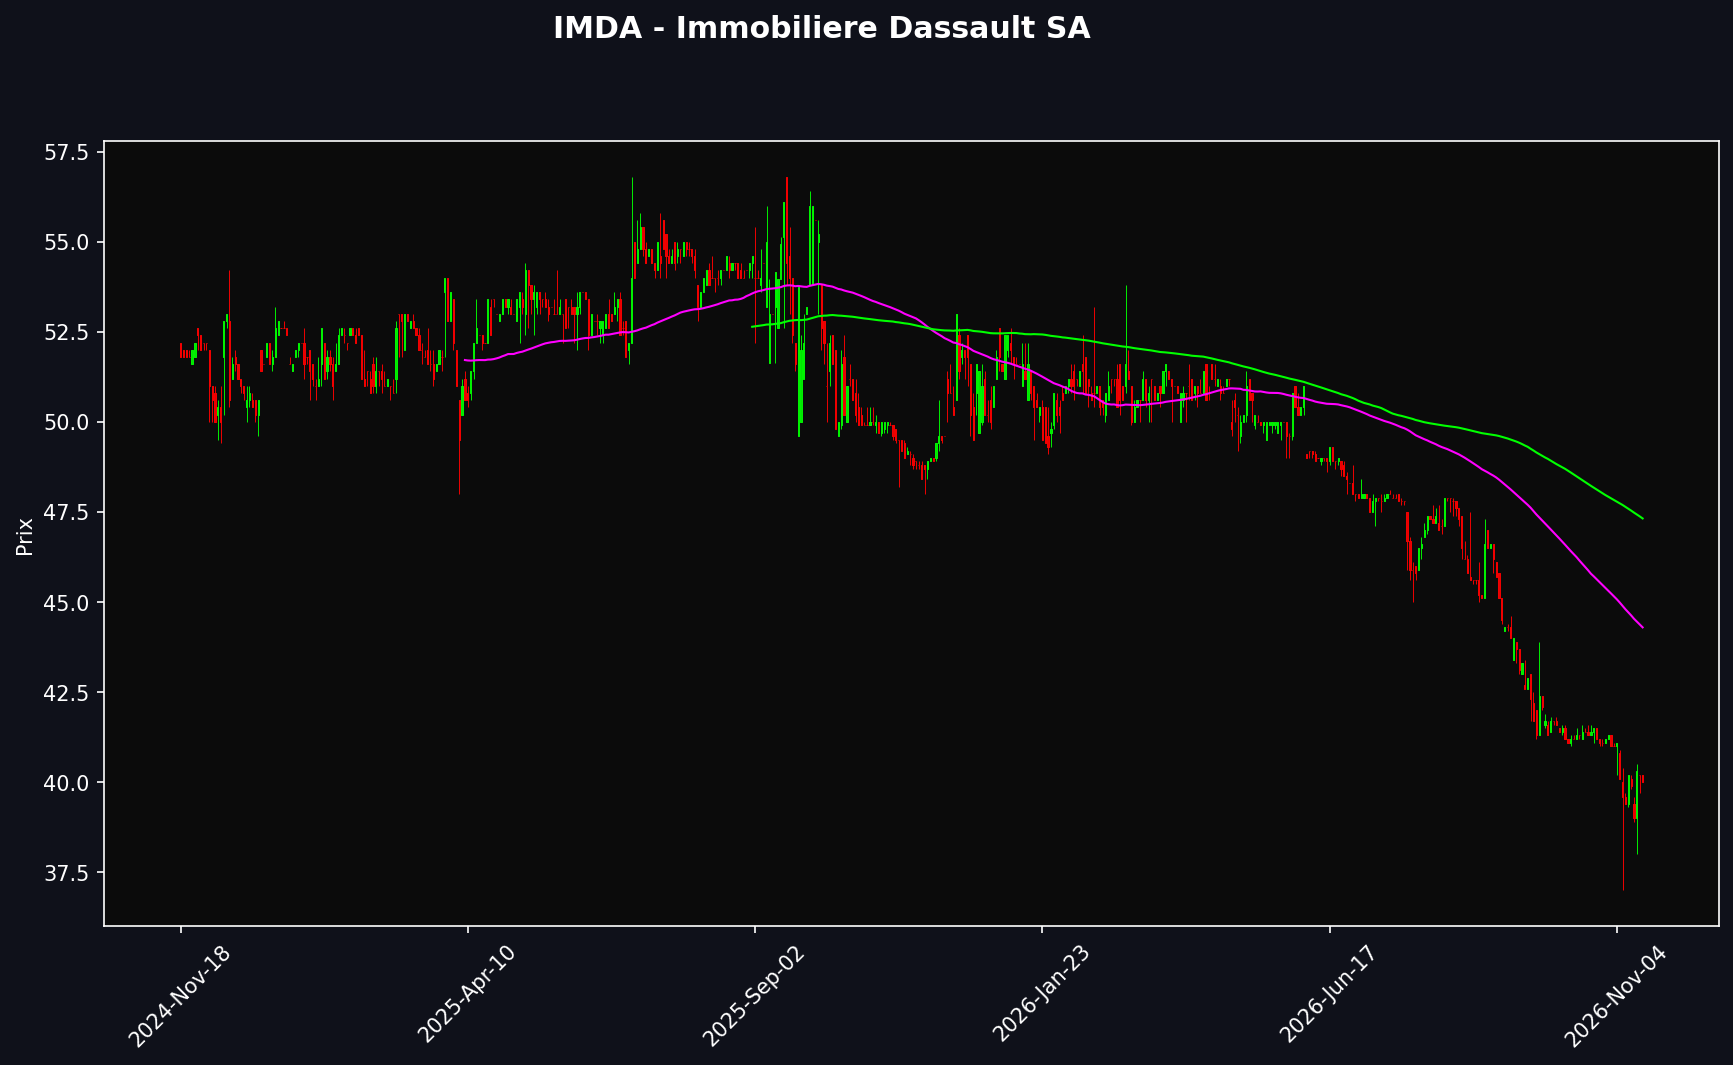 IMDA - Immobiliere Dassault SA
57.5
55.0
52.5
50.0
47.5
45.0
42.5
40.0
37.5
Prix
2024-Nov-18
2025-Apr-10
2025-Sep-02
2026-Jan-23
2026-Jun-17
2026-Nov-04